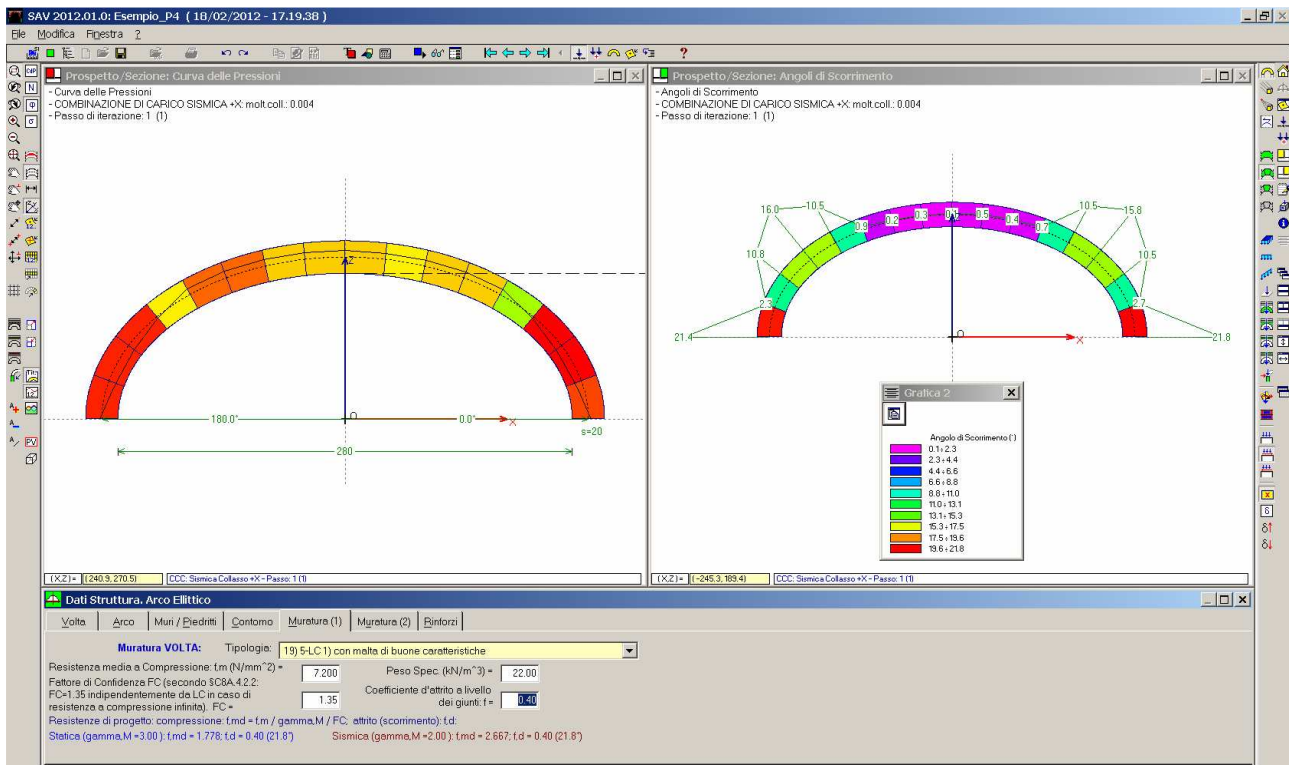 SAV 2012.01.0: Esempio_P4 ( 18/02/2012 - 17.19.38 )
File Modifica Finestra ?
Prospetto/Sezione: Curva delle Pressioni
- Curva delle Pressioni
- COMBINAZIONE DI CARICO SISMICA +X: molt.coll.: 0.004
- Passo di iterazione: 1 (1)
Z
O
X
180.0°
0.0°
s=20
280
(X,Z) = (240.9, 270.5) CCC: Sismica Collasso +X - Passo: 1 (1)
Prospetto/Sezione: Angoli di Scorrimento
- Angoli di Scorrimento
- COMBINAZIONE DI CARICO SISMICA +X: molt.coll.: 0.004
- Passo di iterazione: 1 (1)
16.0 10.5 0.9 0.2 0.3 0.1 0.5 0.4 0.7 10.5 15.8
10.8 10.5
2.3 2.7
21.4 O X 21.8
Grafica 2
Angolo di Scorrimento (°)
0.1÷2.3
2.3÷4.4
4.4÷6.6
6.6÷8.8
8.8÷11.0
11.0÷13.1
13.1÷15.3
15.3÷17.5
17.5÷19.6
19.6÷21.8
(X,Z) = (-245.3, 189.4) CCC: Sismica Collasso +X - Passo: 1 (1)
Dati Struttura. Arco Ellittico
Volta Arco Muri / Piedritti Contorno Muratura (1) Muratura (2) Rinforzi
Muratura VOLTA: Tipologia: 19) 5-LC1) con malta di buone caratteristiche
Resistenza media a Compressione: f,m (N/mm^2) = 7.200 Peso Spec. (kN/m^3) = 22.00
Fattore di Confidenza FC (secondo §C8A.4.2.2:
FC=1.35 indipendentemente da LC in caso di
resistenza a compressione infinita). FC = 1.35
Coefficiente d'attrito a livello
dei giunti: f = 0.40
Resistenze di progetto: compressione: f,md = f,m / gamma,M / FC; attrito (scorrimento): f,d:
Statica (gamma,M =3.00 ): f,md = 1.778; f,d = 0.40 (21.8°) Sismica (gamma,M =2.00 ): f,md = 2.667; f,d = 0.40 (21.8°)